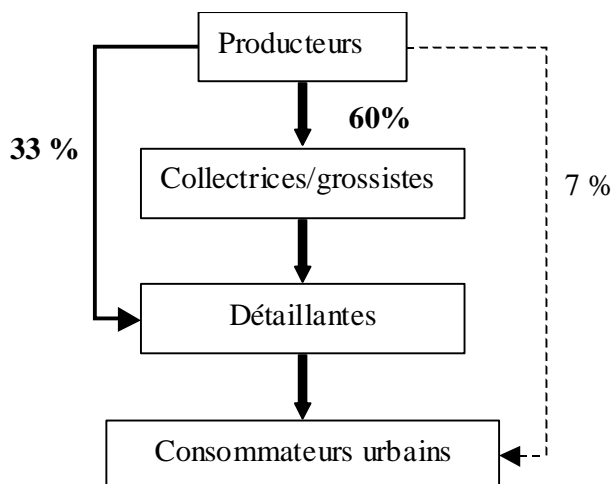 Producteurs
60%
33 %
Collectrices/grossistes
7 %
Détaillantes
Consommateurs urbains